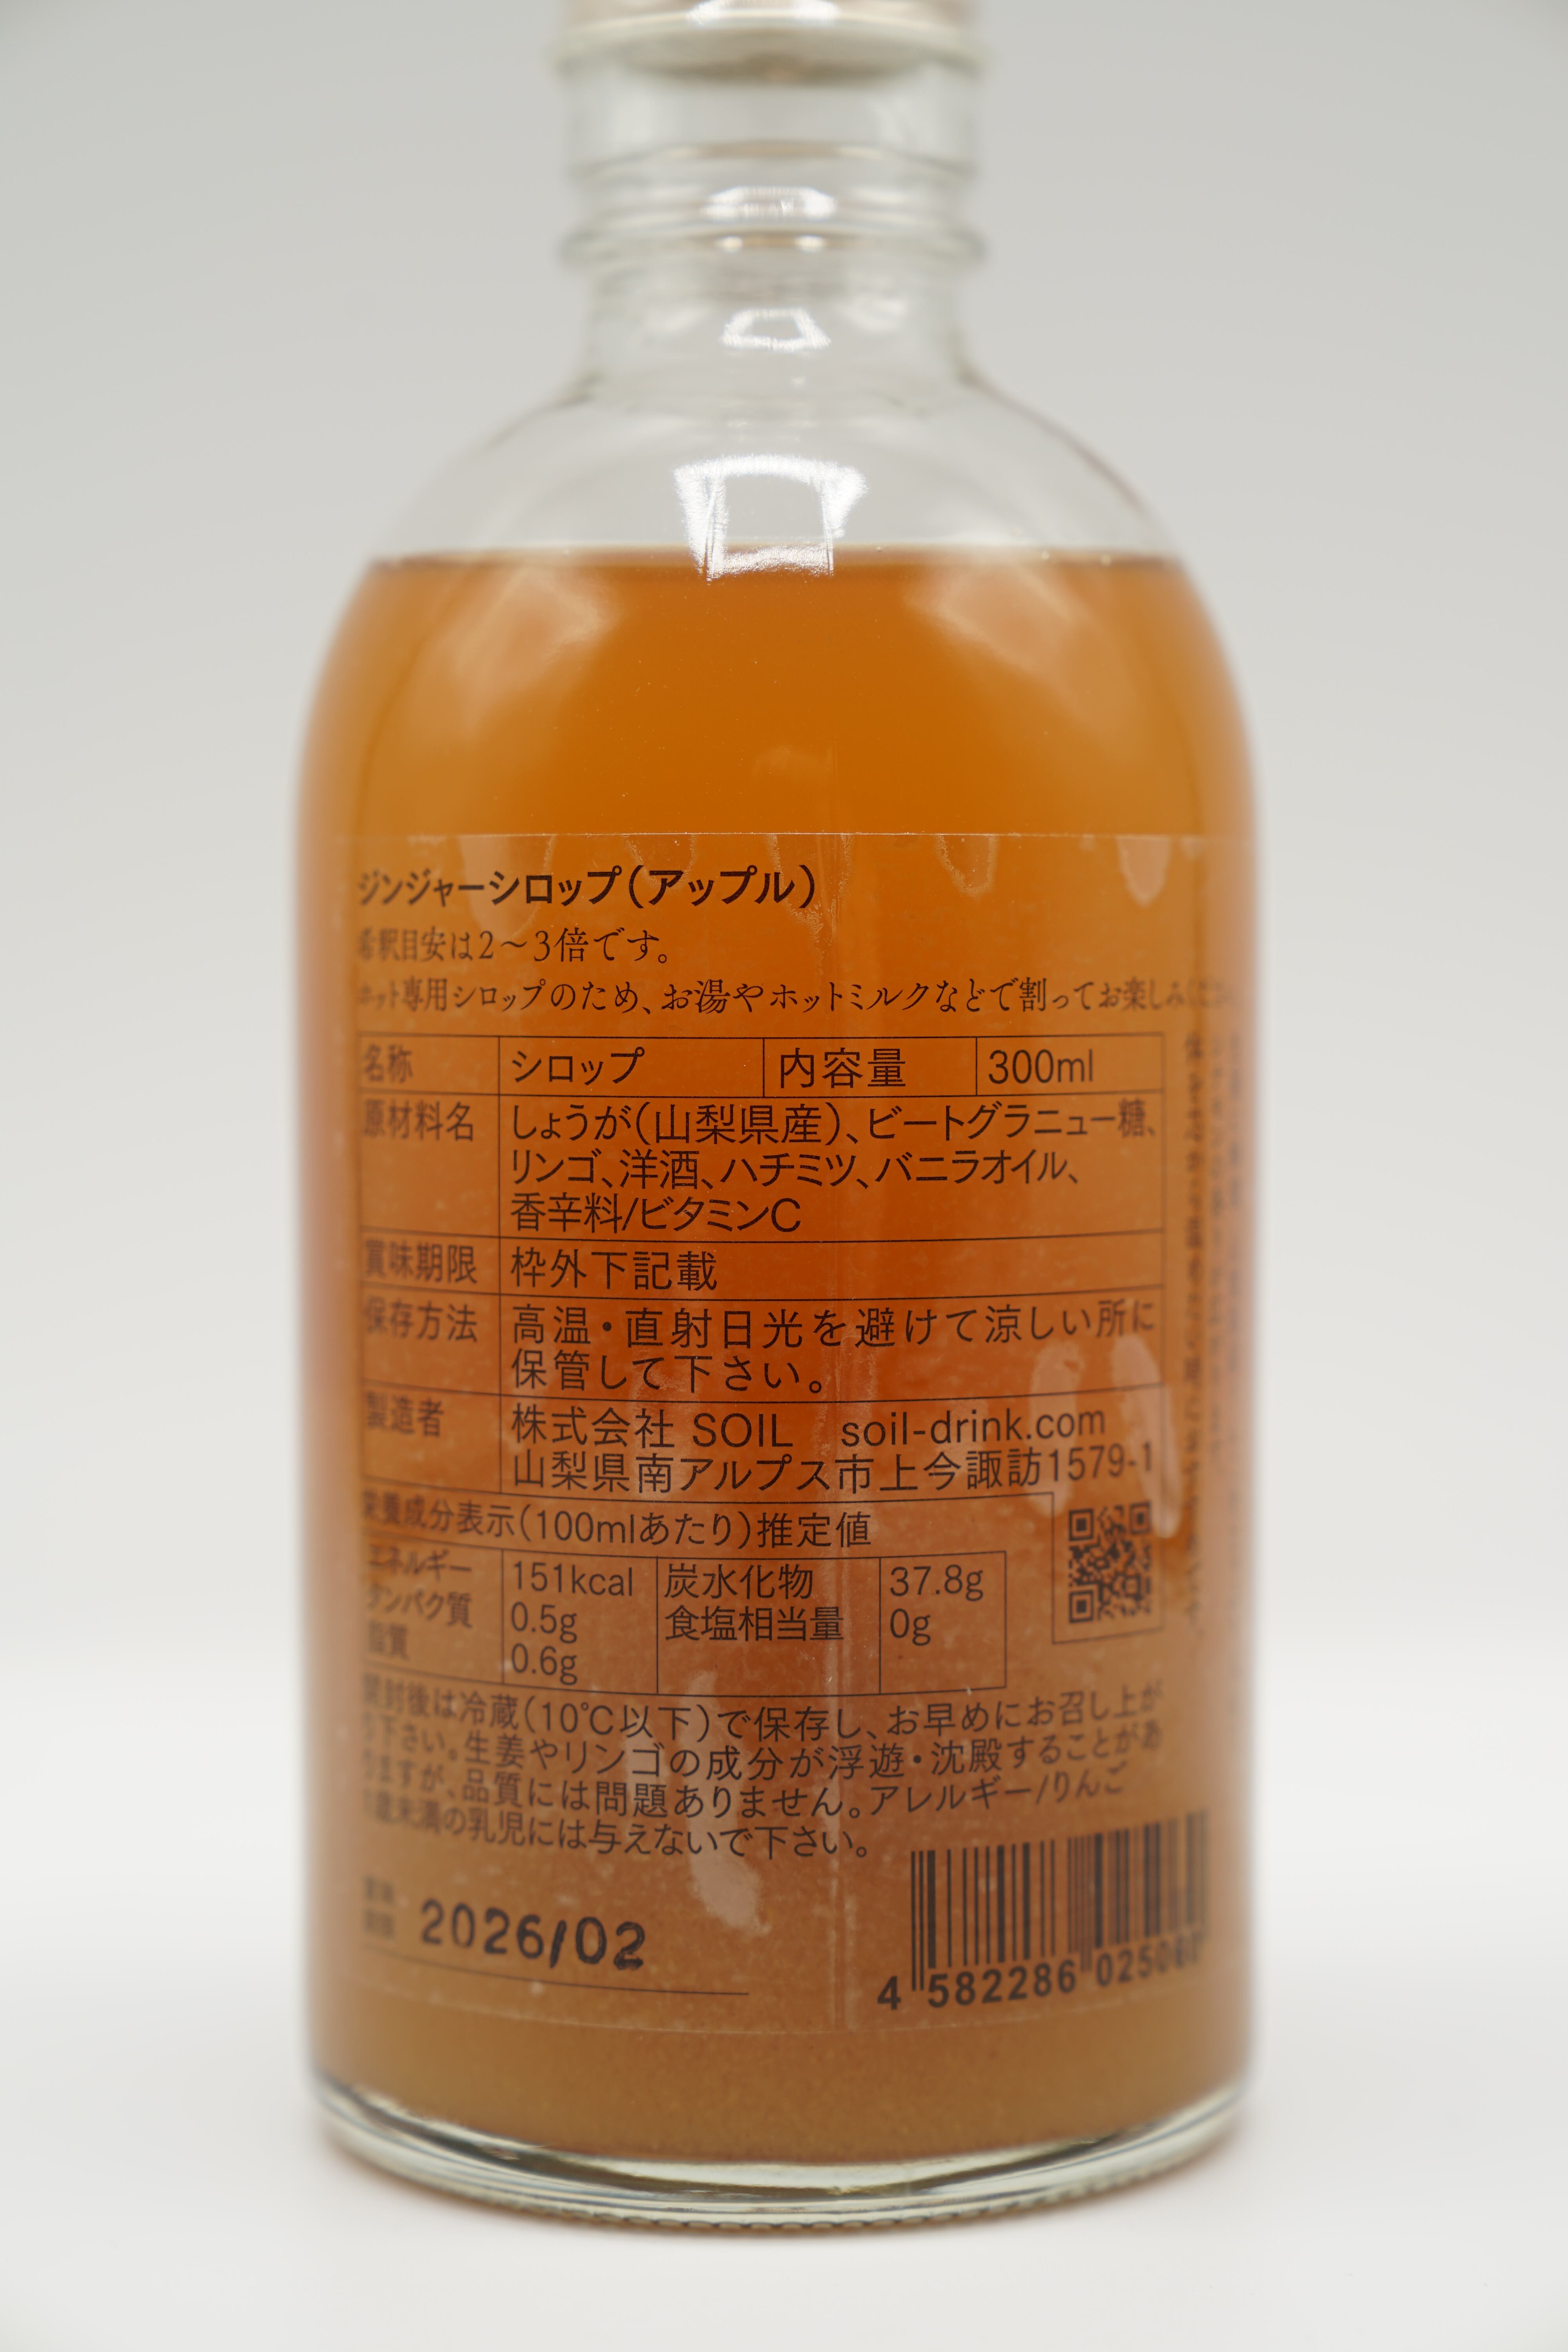 ジンジャーシロップ(アップル)
希釈目安は2〜3倍です。
ホット専用シロップのため、お湯やホットミルクなどで割ってお楽しみください
名称 シロップ 内容量 300ml
原材料名 しょうが(山梨県産)、ビートグラニュー糖、
リンゴ、洋酒、ハチミツ、バニラオイル、
香辛料/ビタミンC
賞味期限 枠外下記載
保存方法 高温・直射日光を避けて涼しい所に
保管して下さい。
製造者 株式会社 SOIL soil-drink.com
山梨県南アルプス市上今諏訪1579-1
栄養成分表示(100mlあたり)推定値
エネルギー 151kcal 炭水化物 37.8g
タンパク質 0.5g 食塩相当量 0g
脂質 0.6g
開封後は冷蔵(10℃以下)で保存し、お早めにお召し上が
り下さい。生姜やリンゴの成分が浮遊・沈殿することがあ
りますが、品質には問題ありません。アレルギー/りんご
1歳未満の乳児には与えないで下さい。
賞味
期限 2026/02
4 582286 02506